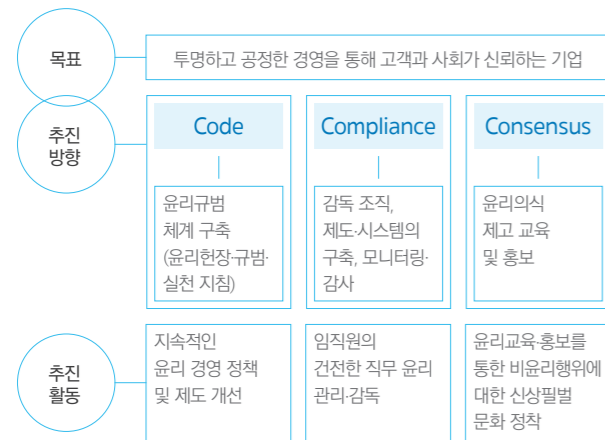 목표
투명하고 공정한 경영을 통해 고객과 사회가 신뢰하는 기업
추진
방향
Code
윤리규범
체계 구축
(윤리헌장·규범·
실천 지침)
Compliance
감독 조직,
제도·시스템의
구축, 모니터링·
감사
Consensus
윤리의식
제고 교육
및 홍보
추진
활동
지속적인
윤리 경영 정책
및 제도 개선
임직원의
건전한 직무 윤리
관리·감독
윤리교육·홍보를
통한 비윤리행위에
대한 신상필벌
문화 정착